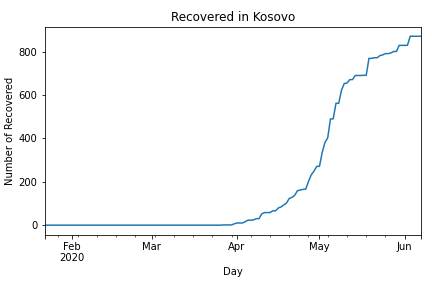 Recovered in Kosovo
Number of Recovered
800
600
400
200
0
Feb
2020
Mar
Apr
May
Jun
Day